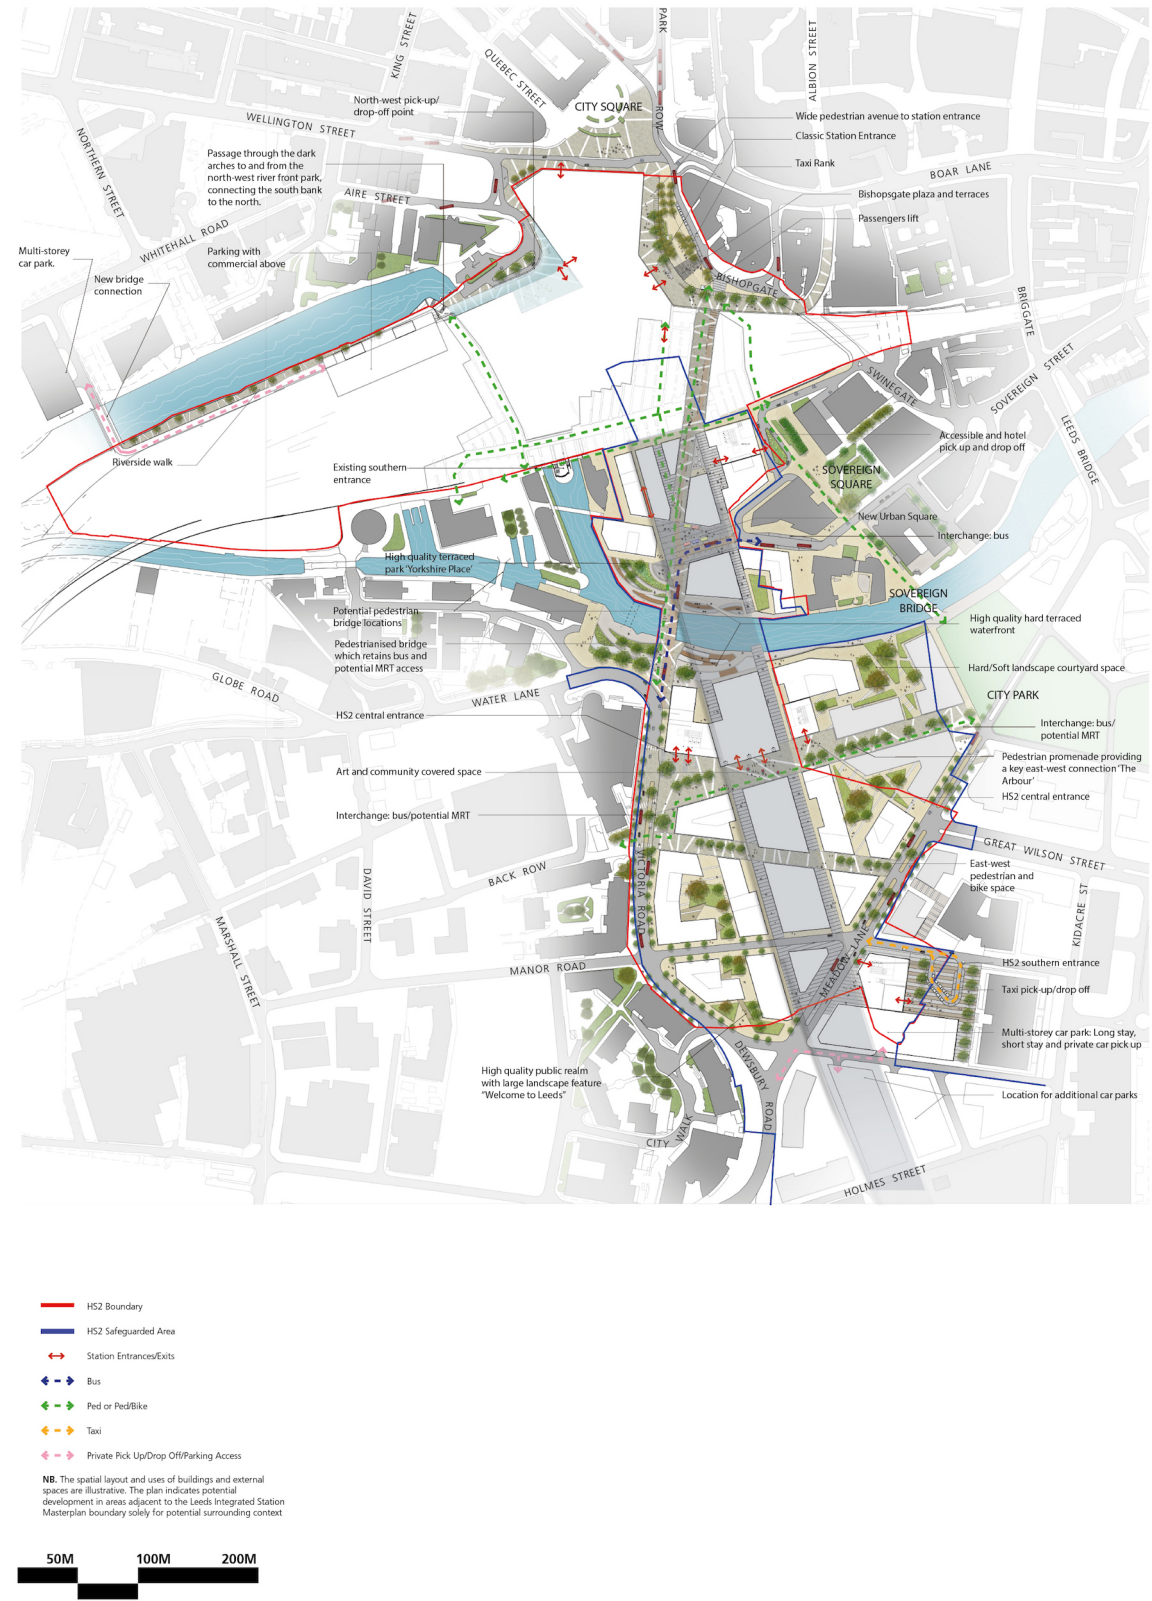 KING STREET
QUEBEC STREET
PARK
ROW
ALBION STREET
CITY SQUARE
North-west pick-up/
drop-off point
WELLINGTON STREET
NORTHERN STREET
Wide pedestrian avenue to station entrance
Classic Station Entrance
Taxi Rank
BOAR LANE
Passage through the dark
arches to and from the
north-west river front park,
connecting the south bank
to the north.
AIRE STREET
Bishopsgate plaza and terraces
Passengers lift
WHITEHALL ROAD
Multi-storey
car park.
Parking with
commercial above
New bridge
connection
BISHOPGATE
BRIGGATE
SOVEREIGN STREET
SWINEGATE
LEEDS BRIDGE
Accessible and hotel
pick up and drop off
Riverside walk
Existing southern
entrance
SOVEREIGN
SQUARE
New Urban Square
Interchange: bus
High quality terraced
park ‘Yorkshire Place’
SOVEREIGN
BRIDGE
Potential pedestrian
bridge locations
High quality hard terraced
waterfront
Pedestrianised bridge
which retains bus and
potential MRT access
Hard/Soft landscape courtyard space
GLOBE ROAD
WATER LANE
CITY PARK
HS2 central entrance
Interchange: bus/
potential MRT
Pedestrian promenade providing
a key east-west connection ‘The
Arbour’
Art and community covered space
HS2 central entrance
Interchange: bus/potential MRT
GREAT WILSON STREET
VICTORIA ROAD
BACK ROW
DAVID STREET
East-west
pedestrian and
bike space
KIDACRE ST
MARSHALL STREET
MEADOW LANE
MANOR ROAD
HS2 southern entrance
Taxi pick-up/drop off
Multi-storey car park: Long stay,
short stay and private car pick up
High quality public realm
with large landscape feature
“Welcome to Leeds”
DEWSBURY ROAD
Location for additional car parks
CITY WALK
HOLMES STREET
HS2 Boundary
HS2 Safeguarded Area
Station Entrances/Exits
Bus
Ped or Ped/Bike
Taxi
Private Pick Up/Drop Off/Parking Access
NB. The spatial layout and uses of buildings and external
spaces are illustrative. The plan indicates potential
development in areas adjacent to the Leeds Integrated Station
Masterplan boundary solely for potential surrounding context
50M 100M 200M